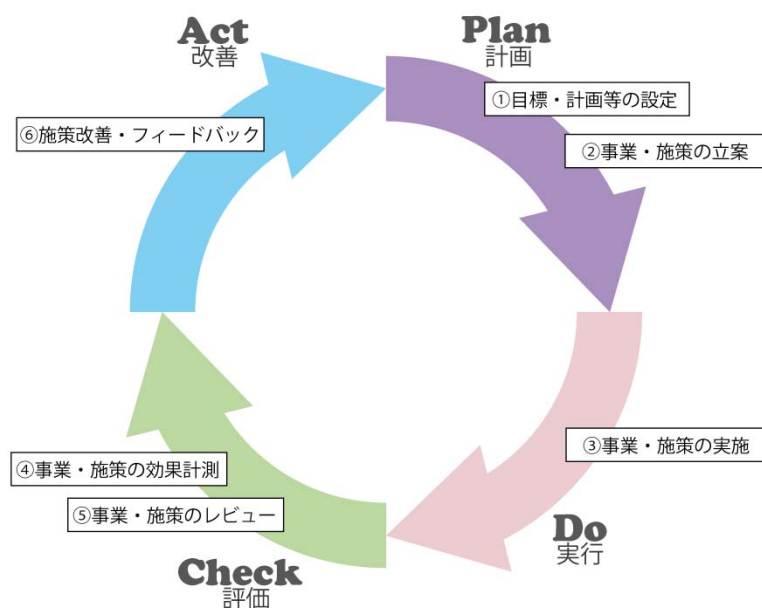 Plan
計画
①目標・計画等の設定
②事業・施策の立案
③事業・施策の実施
Do
実行
④事業・施策の効果計測
⑤事業・施策のレビュー
Check
評価
⑥施策改善・フィードバック
Act
改善